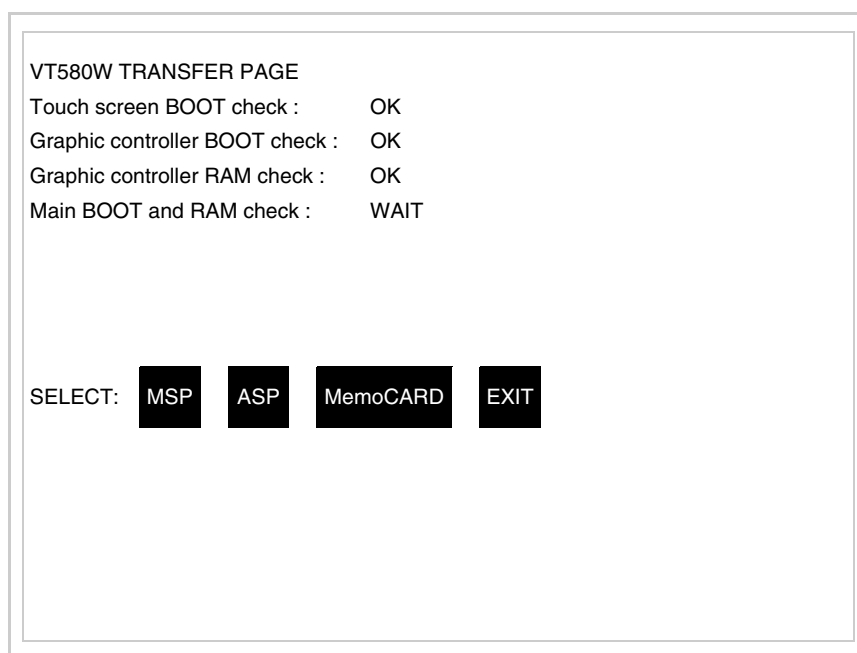 VT580W TRANSFER PAGE
Touch screen BOOT check : OK
Graphic controller BOOT check : OK
Graphic controller RAM check : OK
Main BOOT and RAM check : WAIT
SELECT: MSP ASP MemoCARD EXIT